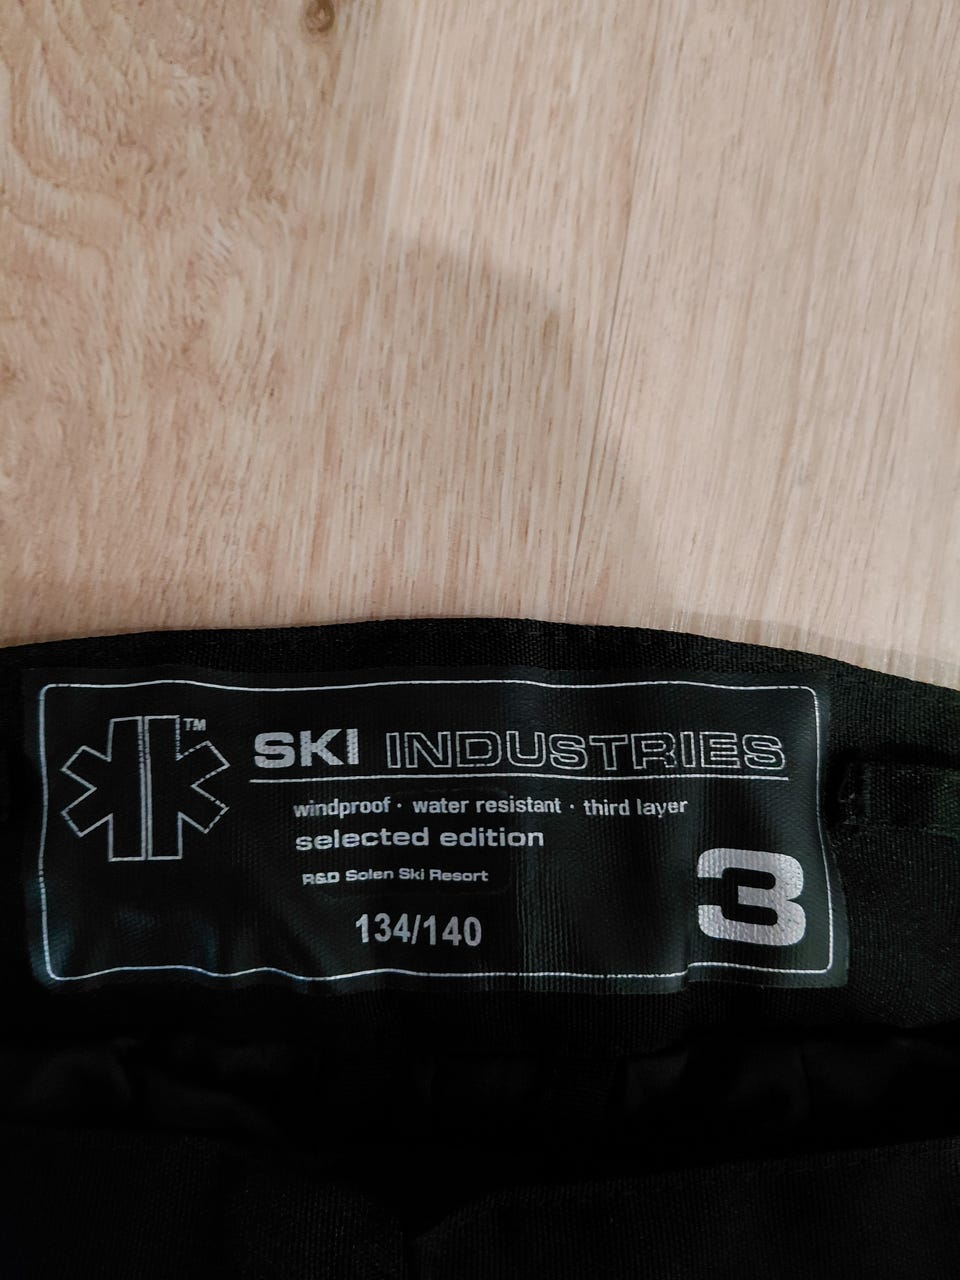 TM
SKI INDUSTRIES
windproof · water resistant · third layer
selected edition
R&D Solen Ski Resort
3
134/140